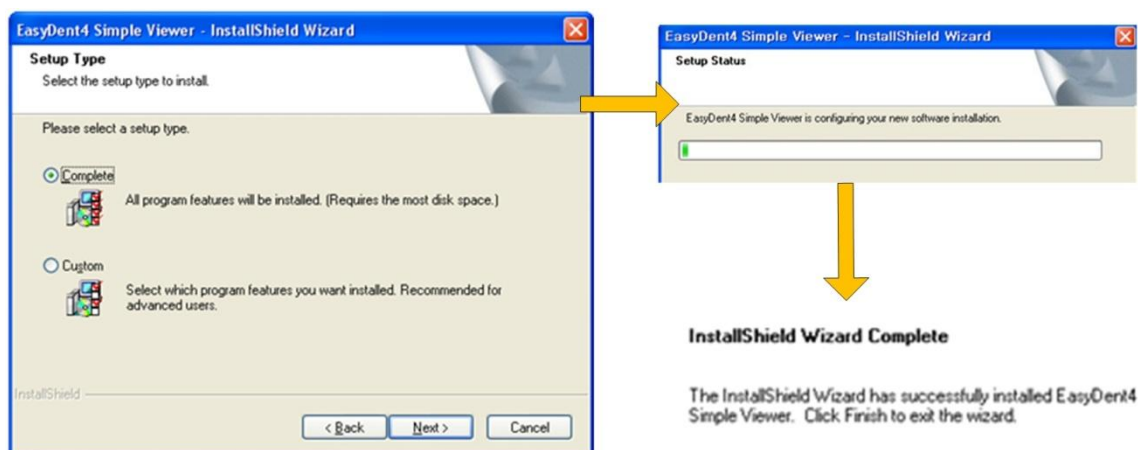 EasyDent4 Simple Viewer - InstallShield Wizard
Setup Type
Select the setup type to install.
Please select a setup type.
Complete
All program features will be installed. (Requires the most disk space.)
Custom
Select which program features you want installed. Recommended for
advanced users.
InstallShield
< Back
Next >
Cancel
EasyDent4 Simple Viewer - InstallShield Wizard
Setup Status
EasyDent4 Simple Viewer is configuring your new software installation.
InstallShield Wizard Complete
The InstallShield Wizard has successfully installed EasyDent4
Simple Viewer. Click Finish to exit the wizard.